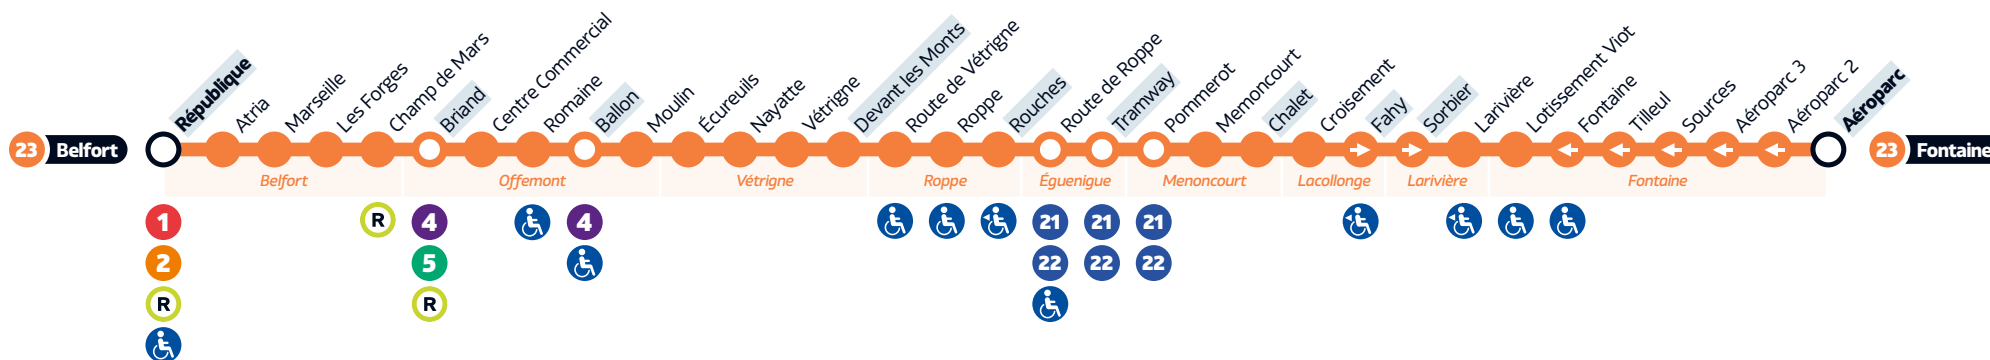 République
Atria
Marseille
Les Forges
Champ de Mars
Briand
Centre Commercial
Romaine
Ballon
Moulin
Écureuils
Nayatte
Vétrigne
Devant les Monts
Route de Vétrigne
Roppe
Rouches
Route de Roppe
Tramway
Pommerot
Memoncourt
Chalet
Croisement
Fahy
Sorbier
Larivière
Lotissement Viot
Fontaine
Tilleul
Sources
Aéroparc 3
Aéroparc 2
Aéroparc
23 Belfort
23 Fontaine
Belfort Offemont Vétrigne Roppe Éguenigue Menoncourt Lacollonge Larivière Fontaine
1 R 4 4 21 21 21
2 5 22 22 22
R R